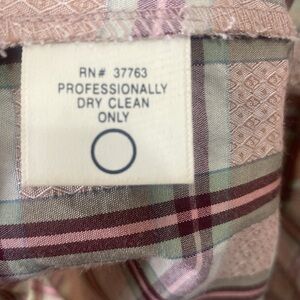 RN# 37763
PROFESSIONALLY
DRY CLEAN
ONLY